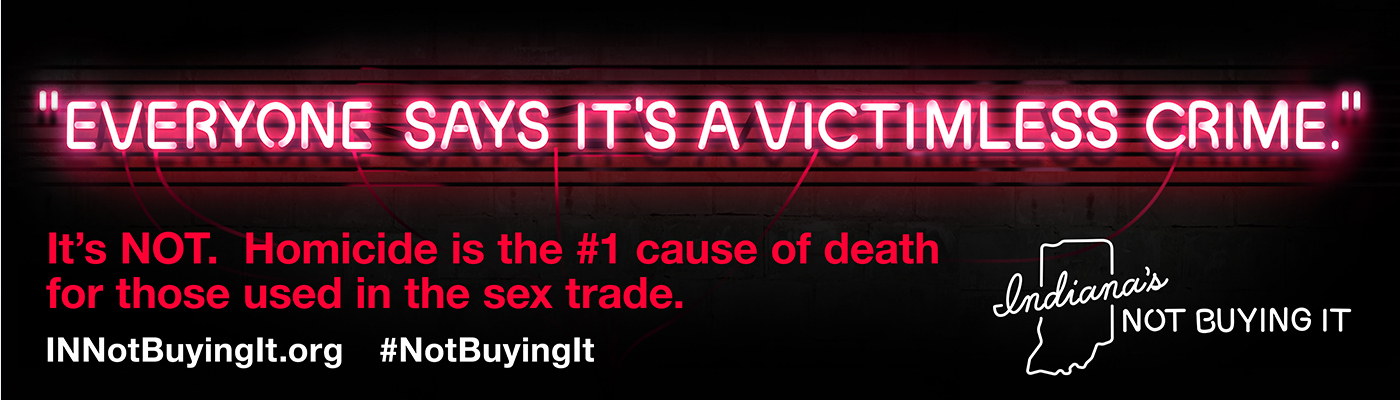 "EVERYONE SAYS IT'S A VICTIMLESS CRIME."
It's NOT.  Homicide is the #1 cause of death
for those used in the sex trade.
INNotBuyingIt.org    #NotBuyingIt
Indiana's
NOT BUYING IT